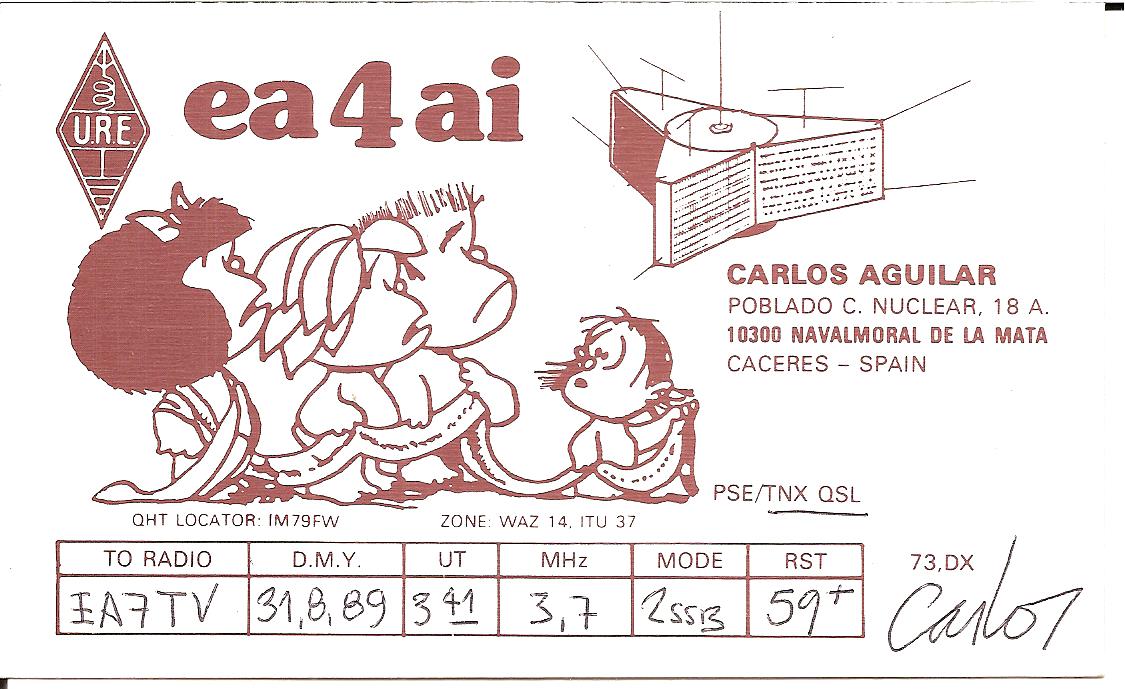 U.R.E.
ea4ai
CARLOS AGUILAR
POBLADO C. NUCLEAR, 18 A.
10300 NAVALMORAL DE LA MATA
CACERES – SPAIN
PSE/TNX QSL
QHT LOCATOR: IM79FW
ZONE: WAZ 14, ITU 37
TO RADIO D.M.Y. UT MHz MODE RST
EA7TV 31,8,89 341 3,7 2SSB 59+
73,DX
Carlos